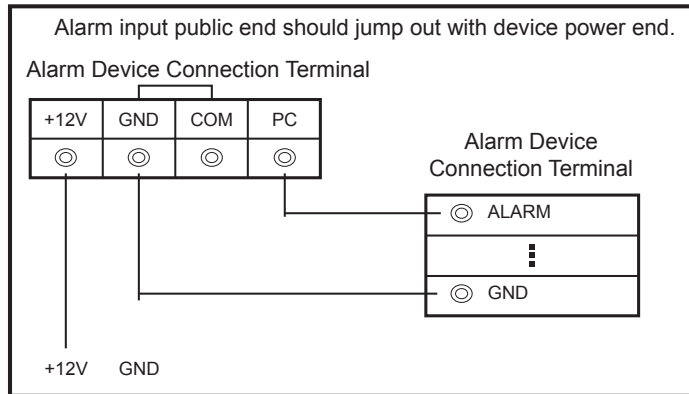 Alarm input public end should jump out with device power end.
Alarm Device Connection Terminal
+12V GND COM PC
Alarm Device
Connection Terminal
ALARM
GND
+12V GND